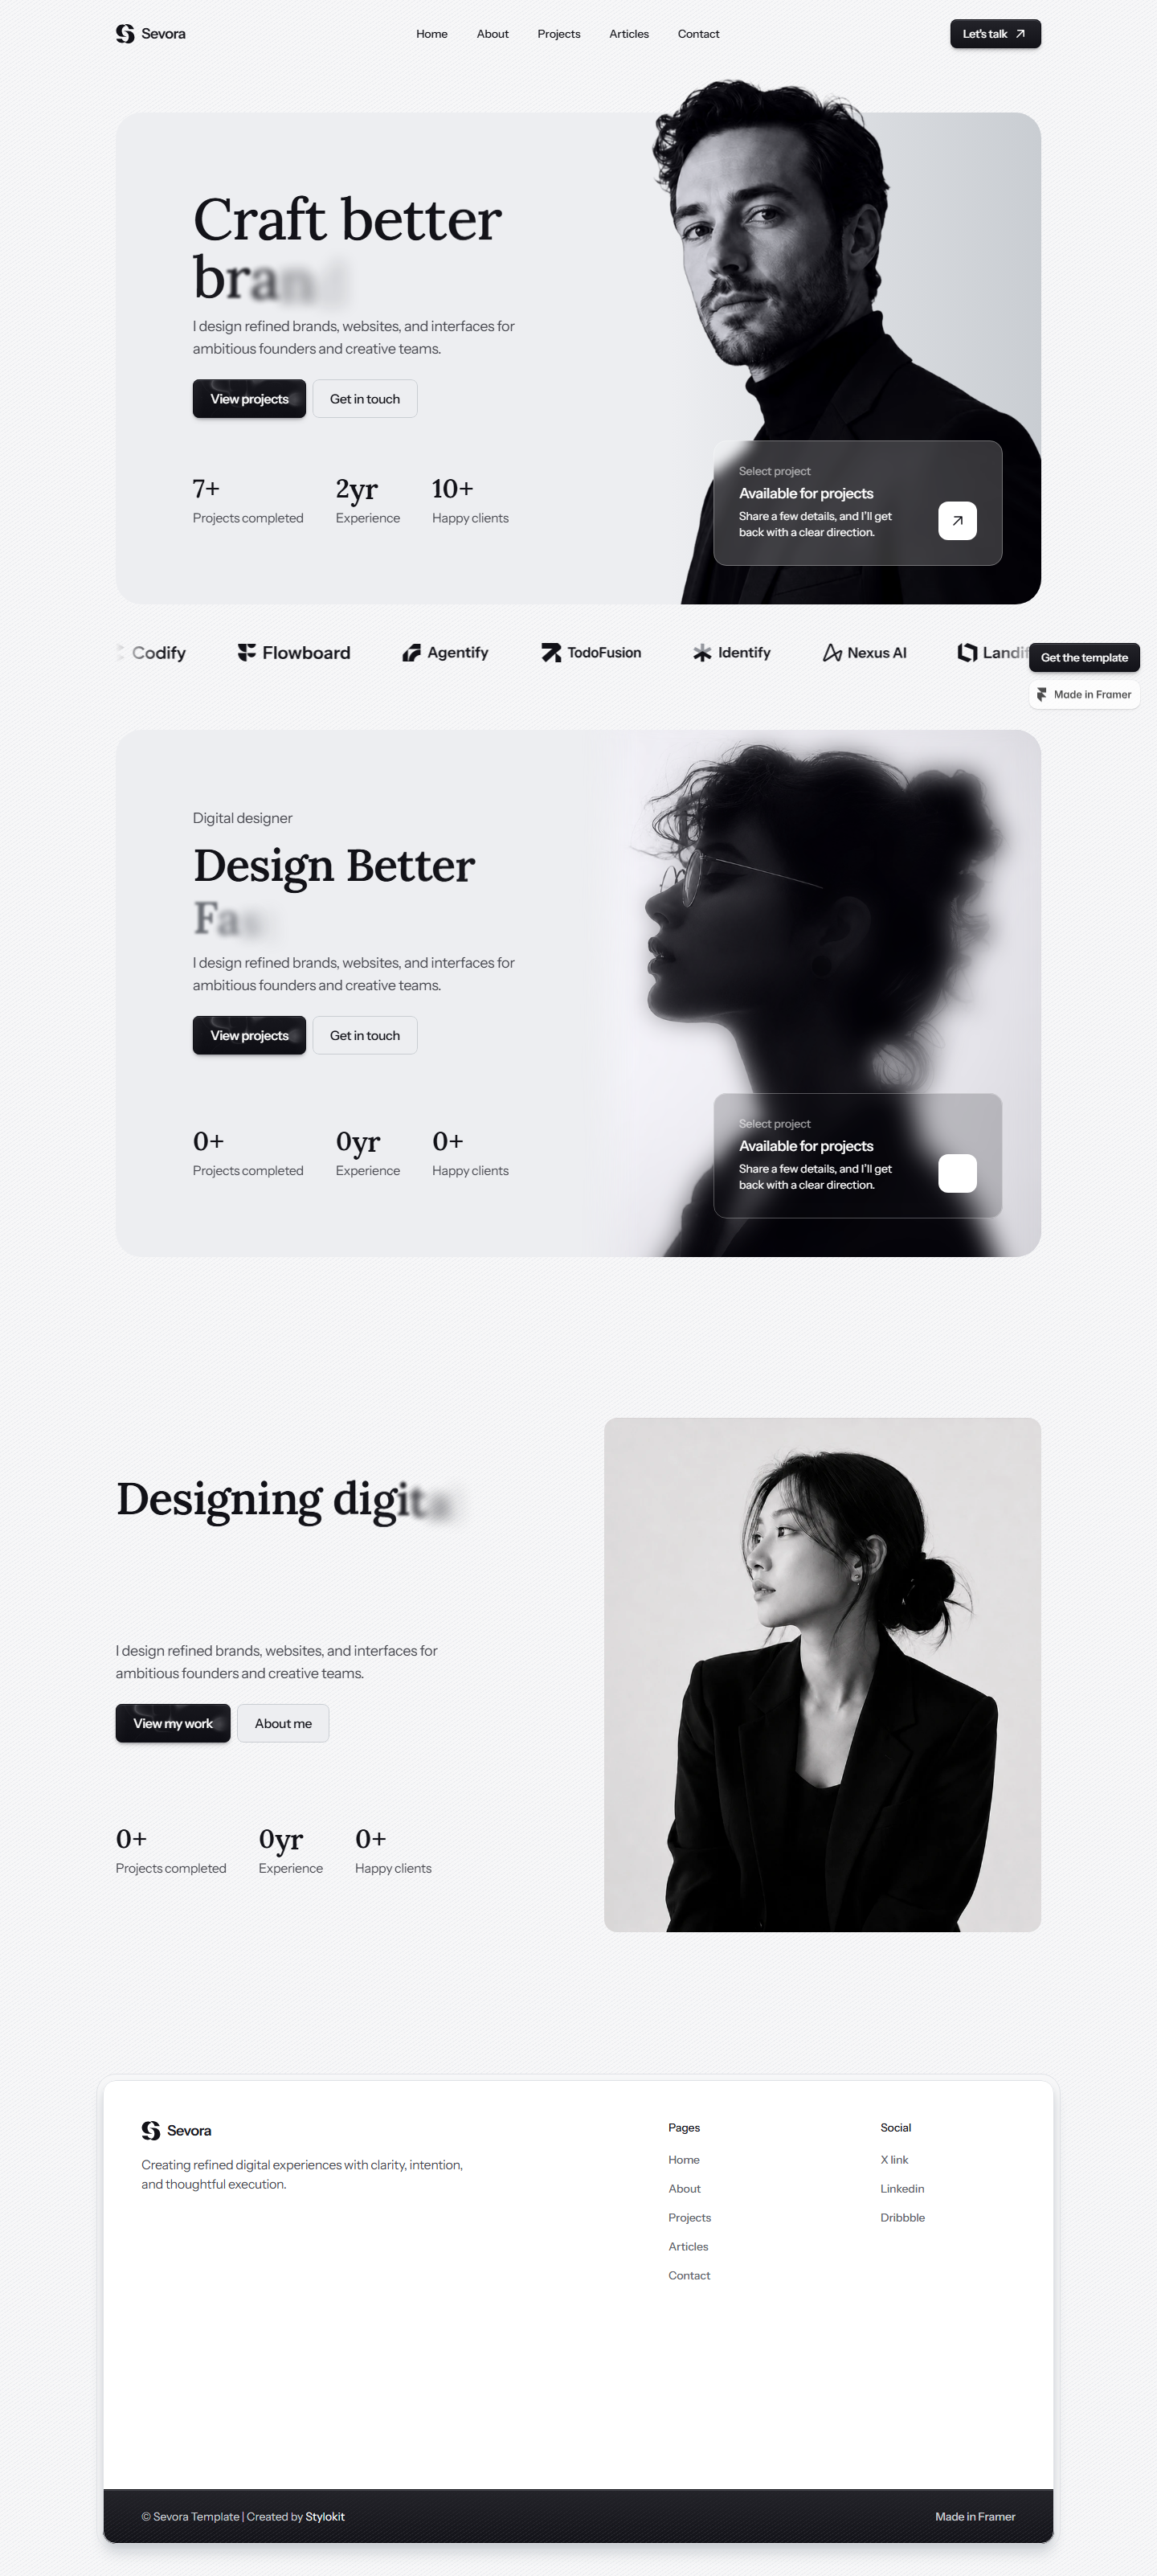 Sevora
Home
About
Projects
Articles
Contact
Let's talk
Craft better
bran
I design refined brands, websites, and interfaces for
ambitious founders and creative teams.
View projects
Get in touch
7+
2yr
10+
Projects completed
Experience
Happy clients
Select project
Available for projects
Share a few details, and I'll get
back with a clear direction.
Codify
Flowboard
Agentify
TodoFusion
Identify
Nexus AI
Landif
Get the template
Made in Framer
Digital designer
Design Better
Fas
I design refined brands, websites, and interfaces for
ambitious founders and creative teams.
View projects
Get in touch
0+
0yr
0+
Projects completed
Experience
Happy clients
Select project
Available for projects
Share a few details, and I'll get
back with a clear direction.
Designing digita
I design refined brands, websites, and interfaces for
ambitious founders and creative teams.
View my work
About me
0+
0yr
0+
Projects completed
Experience
Happy clients
Sevora
Creating refined digital experiences with clarity, intention,
and thoughtful execution.
Pages
Home
About
Projects
Articles
Contact
Social
X link
Linkedin
Dribbble
© Sevora Template | Created by Stylokit
Made in Framer